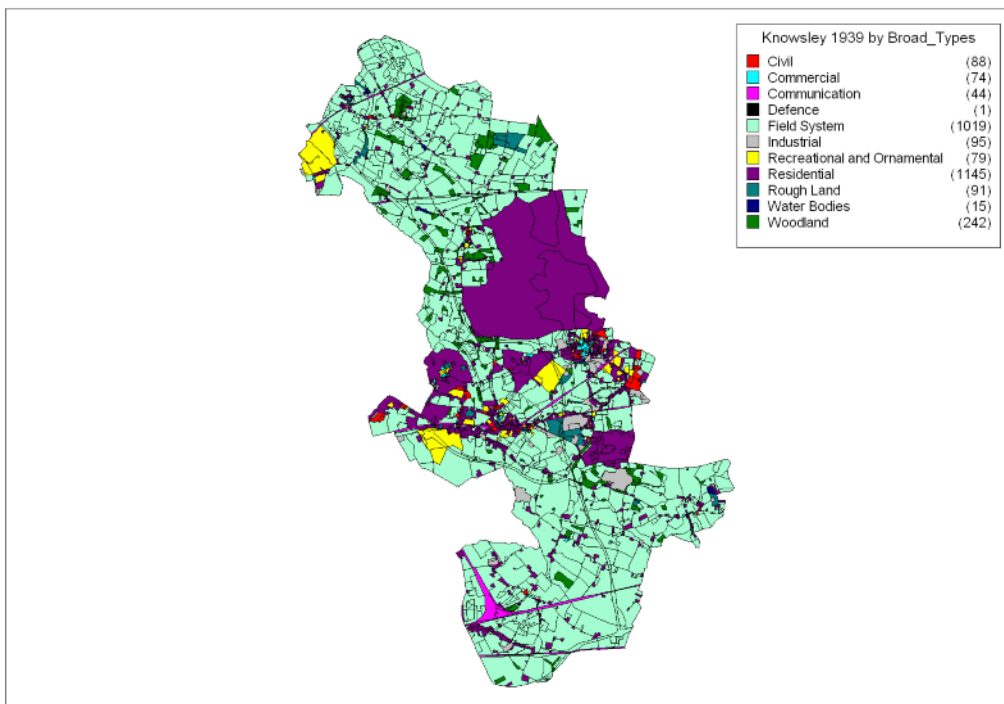 Knowsley 1939 by Broad_Types
Civil (88)
Commercial (74)
Communication (44)
Defence (1)
Field System (1019)
Industrial (95)
Recreational and Ornamental (79)
Residential (1145)
Rough Land (91)
Water Bodies (15)
Woodland (242)